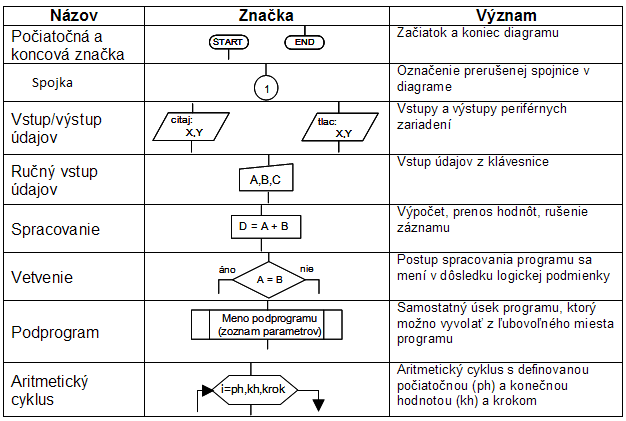 Názov Značka Význam
Počiatočná a
koncová značka
START END
Začiatok a koniec diagramu
Spojka
1
Označenie prerušenej spojnice v
diagrame
Vstup/výstup
údajov
citaj:
X,Y
tlac:
X,Y
Vstupy a výstupy periférnych
zariadení
Ručný vstup
údajov
A,B,C
Vstup údajov z klávesnice
Spracovanie
D = A + B
Výpočet, prenos hodnôt, rušenie
záznamu
Vetvenie
áno nie
A = B
Postup spracovania programu sa
mení v dôsledku logickej podmienky
Podprogram
Meno podprogramu
(zoznam parametrov)
Samostatný úsek programu, ktorý
možno vyvolať z ľubovoľného miesta
programu
Aritmetický
cyklus
i=ph,kh,krok
Aritmetický cyklus s definovanou
počiatočnou (ph) a konečnou
hodnotou (kh) a krokom